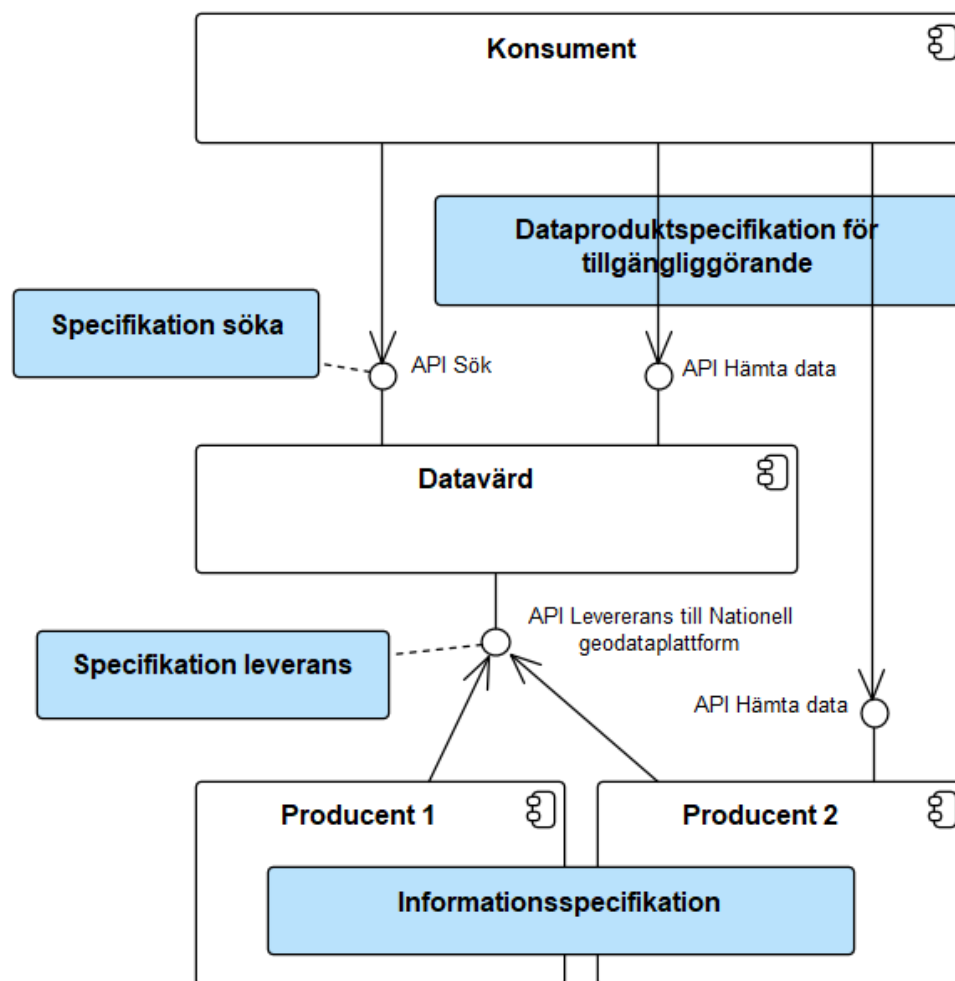 Konsument
Dataproduktspecifikation för
tillgängliggörande
Specifikation söka
API Sök
API Hämta data
Datavärd
API Levererans till Nationell
geodataplattform
Specifikation leverans
API Hämta data
Producent 1
Producent 2
Informationsspecifikation